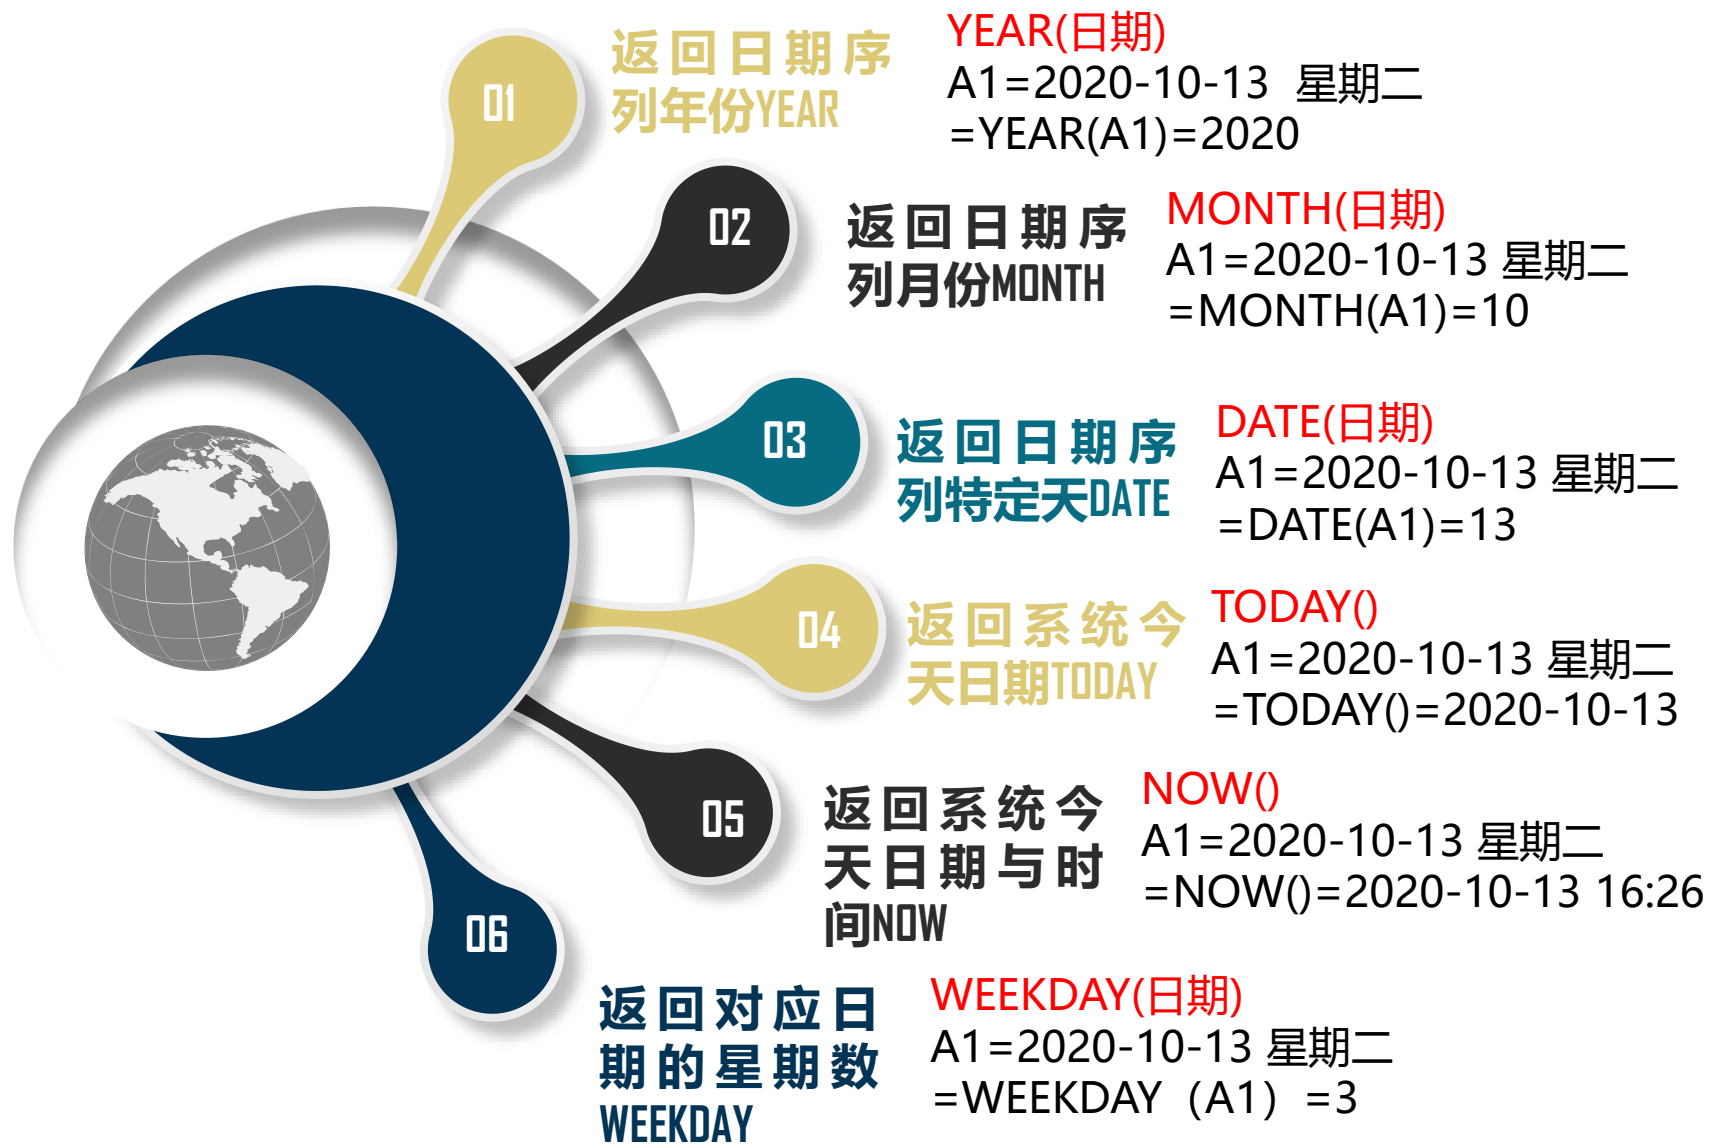 01
返回日期序
列年份YEAR
YEAR(日期)
A1=2020-10-13 星期二
=YEAR(A1)=2020
02
返回日期序
列月份MONTH
MONTH(日期)
A1=2020-10-13 星期二
=MONTH(A1)=10
03
返回日期序
列特定天DATE
DATE(日期)
A1=2020-10-13 星期二
=DATE(A1)=13
04
返回系统今
天日期TODAY
TODAY()
A1=2020-10-13 星期二
=TODAY()=2020-10-13
05
返回系统今
天日期与时
间NOW
NOW()
A1=2020-10-13 星期二
=NOW()=2020-10-13 16:26
06
返回对应日
期的星期数
WEEKDAY
WEEKDAY(日期)
A1=2020-10-13 星期二
=WEEKDAY（A1）=3